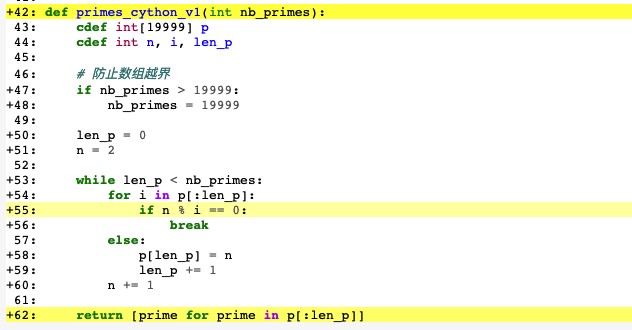 +42: def primes_cython_v1(int nb_primes):
 43:     cdef int[19999] p
 44:     cdef int n, i, len_p
 45:
 46:     # 防止数组越界
+47:     if nb_primes > 19999:
+48:         nb_primes = 19999
 49:
+50:     len_p = 0
+51:     n = 2
 52:
+53:     while len_p < nb_primes:
+54:         for i in p[:len_p]:
+55:             if n % i == 0:
+56:                 break
 57:         else:
+58:             p[len_p] = n
+59:             len_p += 1
+60:         n += 1
 61:
+62:     return [prime for prime in p[:len_p]]